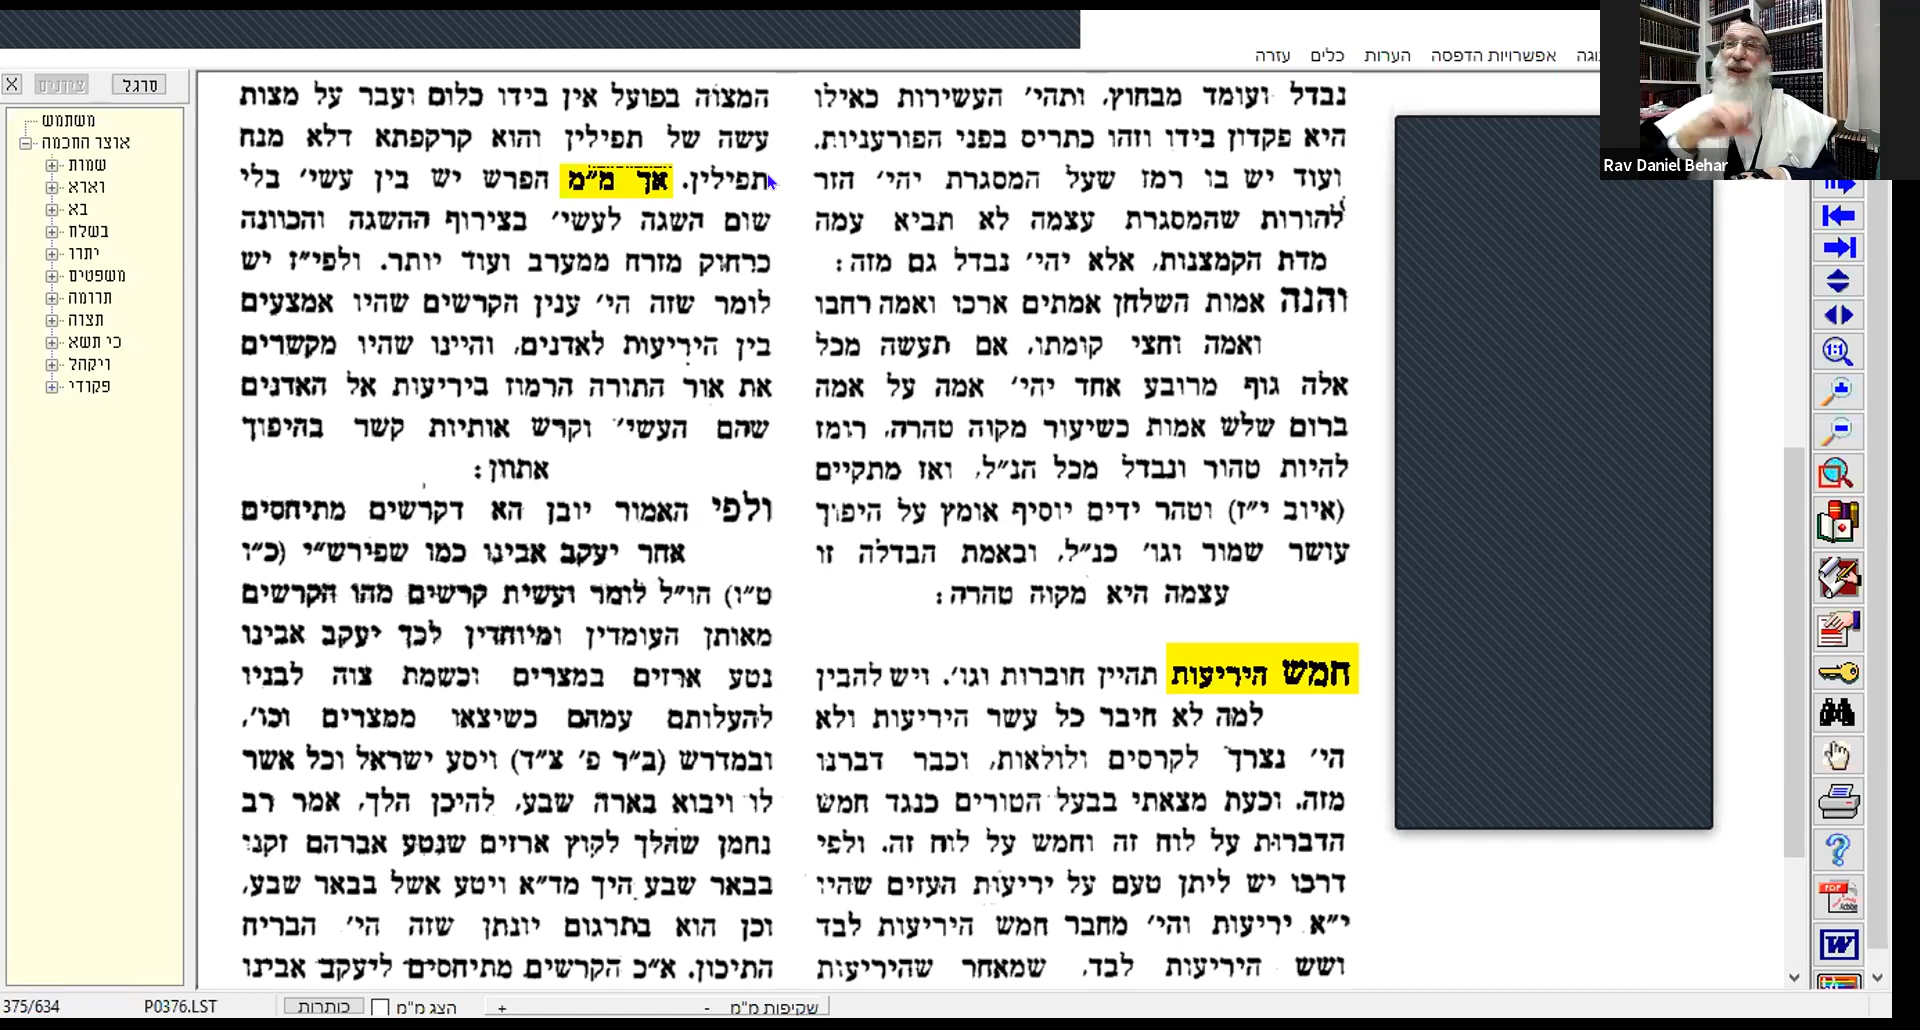 תוגה הערות אפשרויות הדפסה כלים עזרה
Rav Daniel Behar
סרגל ציונים X
משתמש
אוצר החכמה
שמות
וארא
בא
בשלח
יתרו
משפטים
תרומה
תצוה
כי תשא
ויקהל
פקודי
נבדל ועומד מבחוץ, ותהי׳ העשירות כאילו
היא פקדון בידו וזהו כתריס בפני הפורעניות.
ועוד יש בו רמז שעל המסגרת יהי׳ הזר
להורות שהמסגרת עצמה לא תביא עמה
מדת הקמצנות, אלא יהי׳ נבדל גם מזה:
והנה אמות השלחן אמתים ארכו ואמה רחבו
ואמה וחצי קומתו, אם תעשה מכל
אלה גוף מרובע אחד יהי׳ אמה על אמה
ברום שלש אמות כשיעור מקוה טהרה, רומז
להיות טהור ונבדל מכל הנ״ל, ואז מתקיים
(איוב י״ז) וטהר ידים יוסיף אומץ על היפוך
עושר שמור וגו׳ כנ״ל, ובאמת הבדלה זו
עצמה היא מקוה טהרה:
חמש היריעות תהיין חוברות וגו׳. ויש להבין
למה לא חיבר כל עשר היריעות ולא
הי׳ נצרך לקרסים ולולאות, וכבר דברנו
מזה. וכעת מצאתי בבעל הטורים כנגד חמש
הדברות על לוח זה וחמש על לוח זה. ולפי
דרכו יש ליתן טעם על יריעות העזים שהיו
י״א יריעות והי׳ מחבר חמש היריעות לבד
ושש היריעות לבד, שמאחר שהיריעות
המצוה בפועל אין בידו כלום ועבר על מצות
עשה של תפילין והוא קרקפתא דלא מנח
תפילין. אך מ״מ הפרש יש בין עשי׳ בלי
שום השגה לעשי׳ בצירוף ההשגה והכוונה
כרחוק מזרח ממערב ועוד יותר. ולפי״ז יש
לומר שזה הי׳ ענין הקרשים שהיו אמצעים
בין היריעות לאדנים, והיינו שהיו מקשרים
את אור התורה הרמוז ביריעות אל האדנים
שהם העשי׳ וקרש אותיות קשר בהיפוך
אתוון:
ולפי האמור יובן הא דקרשים מתיחסים
אחר יעקב אבינו כמו שפירש״י (כ״ו
ט״ו) הו״ל לומר ועשית קרשים מהו הקרשים
מאותן העומדין ומיוחדין לכך יעקב אבינו
נטע ארזים במצרים וכשמת צוה לבניו
להעלותם עמהם כשיצאו ממצרים וכו׳,
ובמדרש (ב״ר פ׳ צ״ד) ויסע ישראל וכל אשר
לו ויבוא בארה שבע, להיכן הלך, אמר רב
נחמן שהלך לקוץ ארזים שנטע אברהם זקנו
בבאר שבע היך מד״א ויטע אשל בבאר שבע,
וכן הוא בתרגום יונתן שזה הי׳ הבריח
התיכון. א״כ הקרשים מתיחסים ליעקב אבינו
375/634 P0376.LST כותרות הצג מ"מ + - שקיפות מ"מ